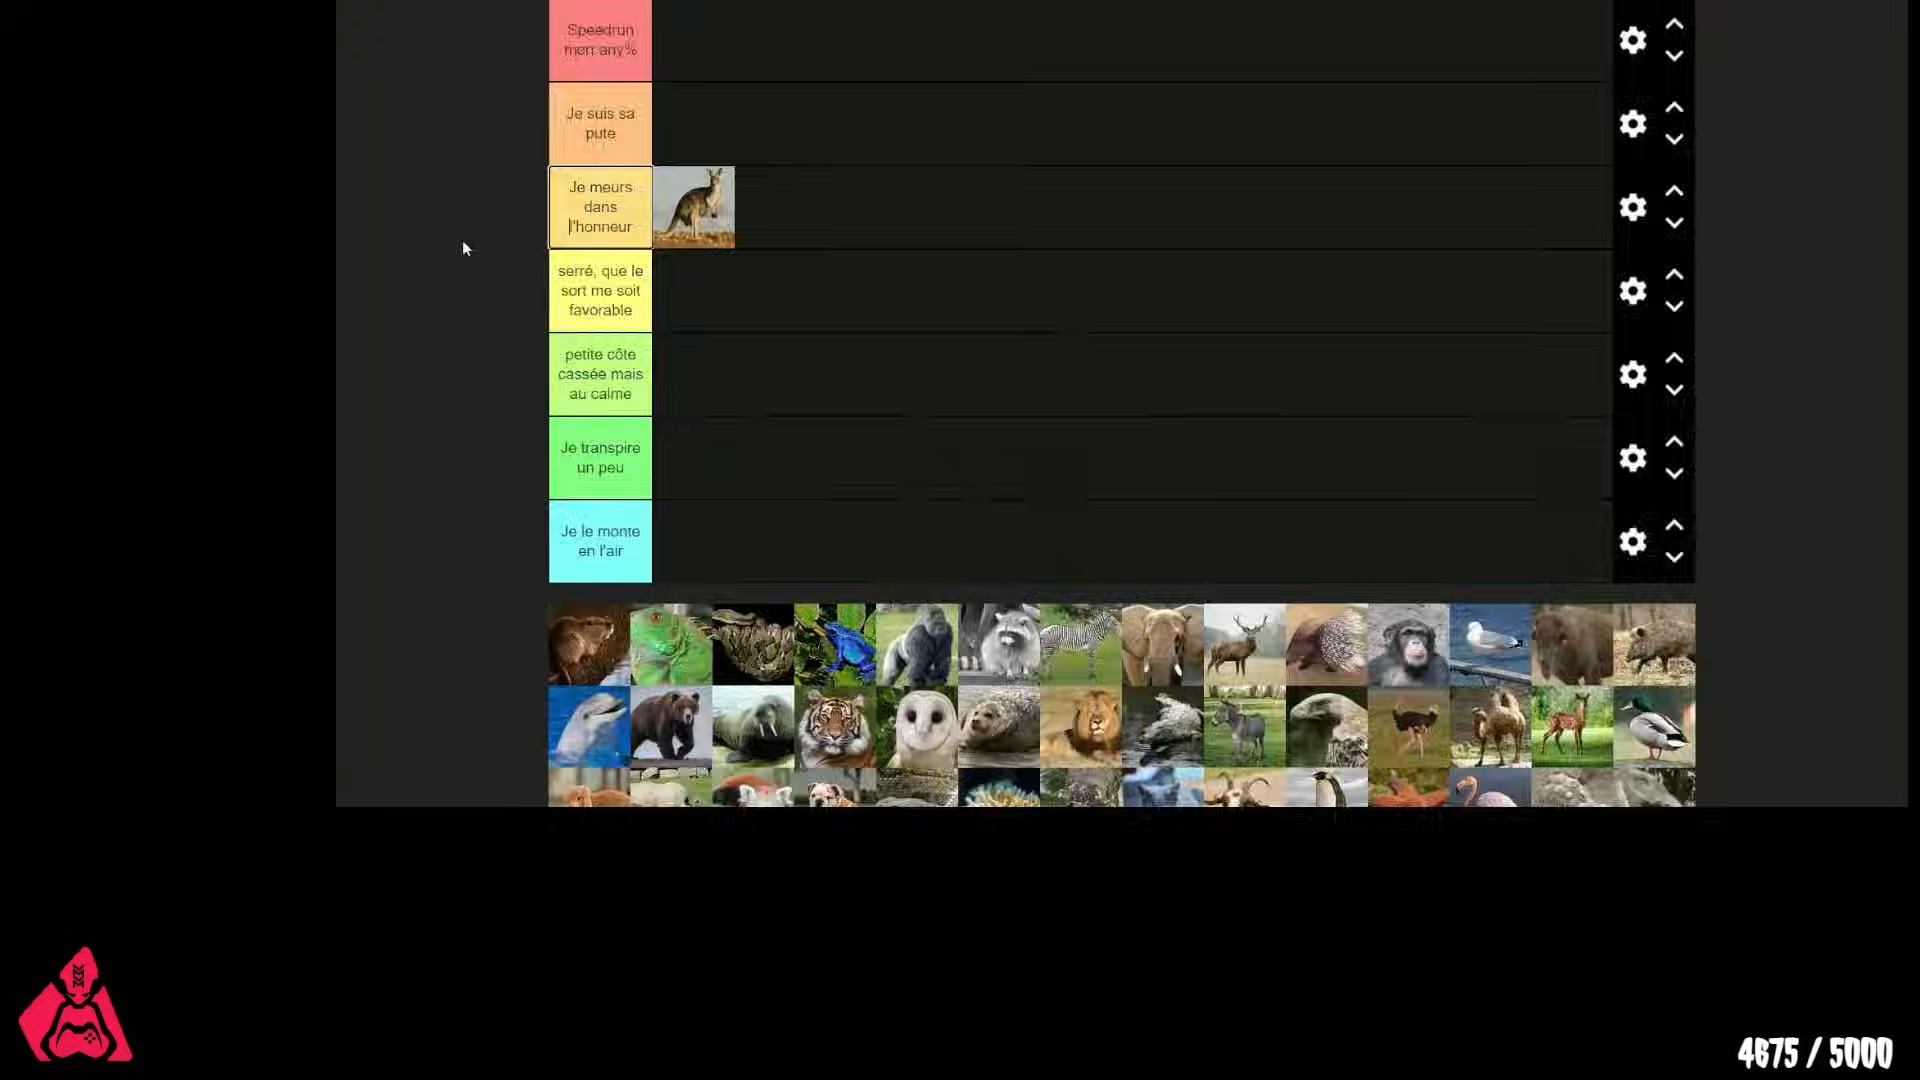 Speedrun
mort any%
Je suis sa
pute
Je meurs
dans
l'honneur
serré, que le
sort me soit
favorable
petite côte
cassée mais
au calme
Je transpire
un peu
Je le monte
en l'air
4675 / 5000